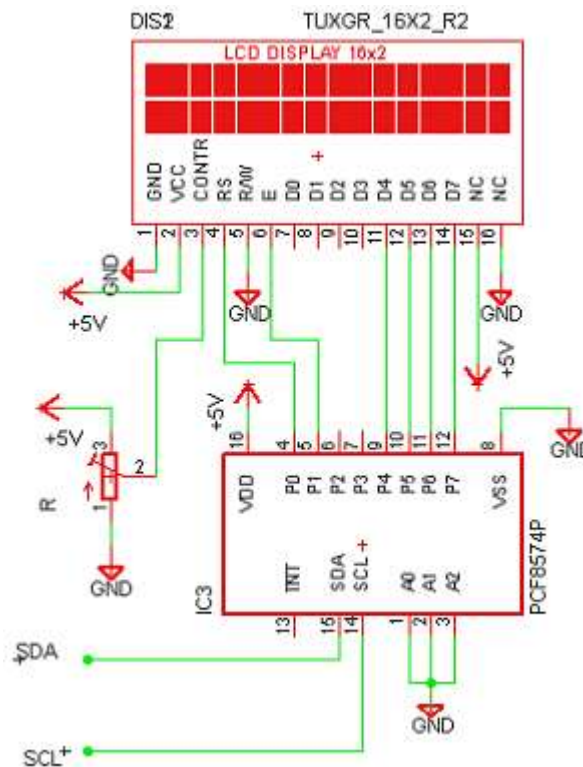 DIS2 TUXGR_16X2_R2
LCD DISPLAY 16x2
GND VCC CONTR RS R/W E D0 D1 D2 D3 D4 D5 D6 D7 NC NC
1 2 3 4 5 6 7 8 9 10 11 12 13 14 15 16
GND
+5V
GND
+5V
GND
+5V
+5V
GND
R
3
2
1
GND
16 4 5 6 7 9 10 11 12 8
VDD P0 P1 P2 P3 P4 P5 P6 P7 VSS
INT SDA SCL A0 A1 A2
IC3
PCF8574P
13 15 14 1 2 3
SDA
GND
SCL